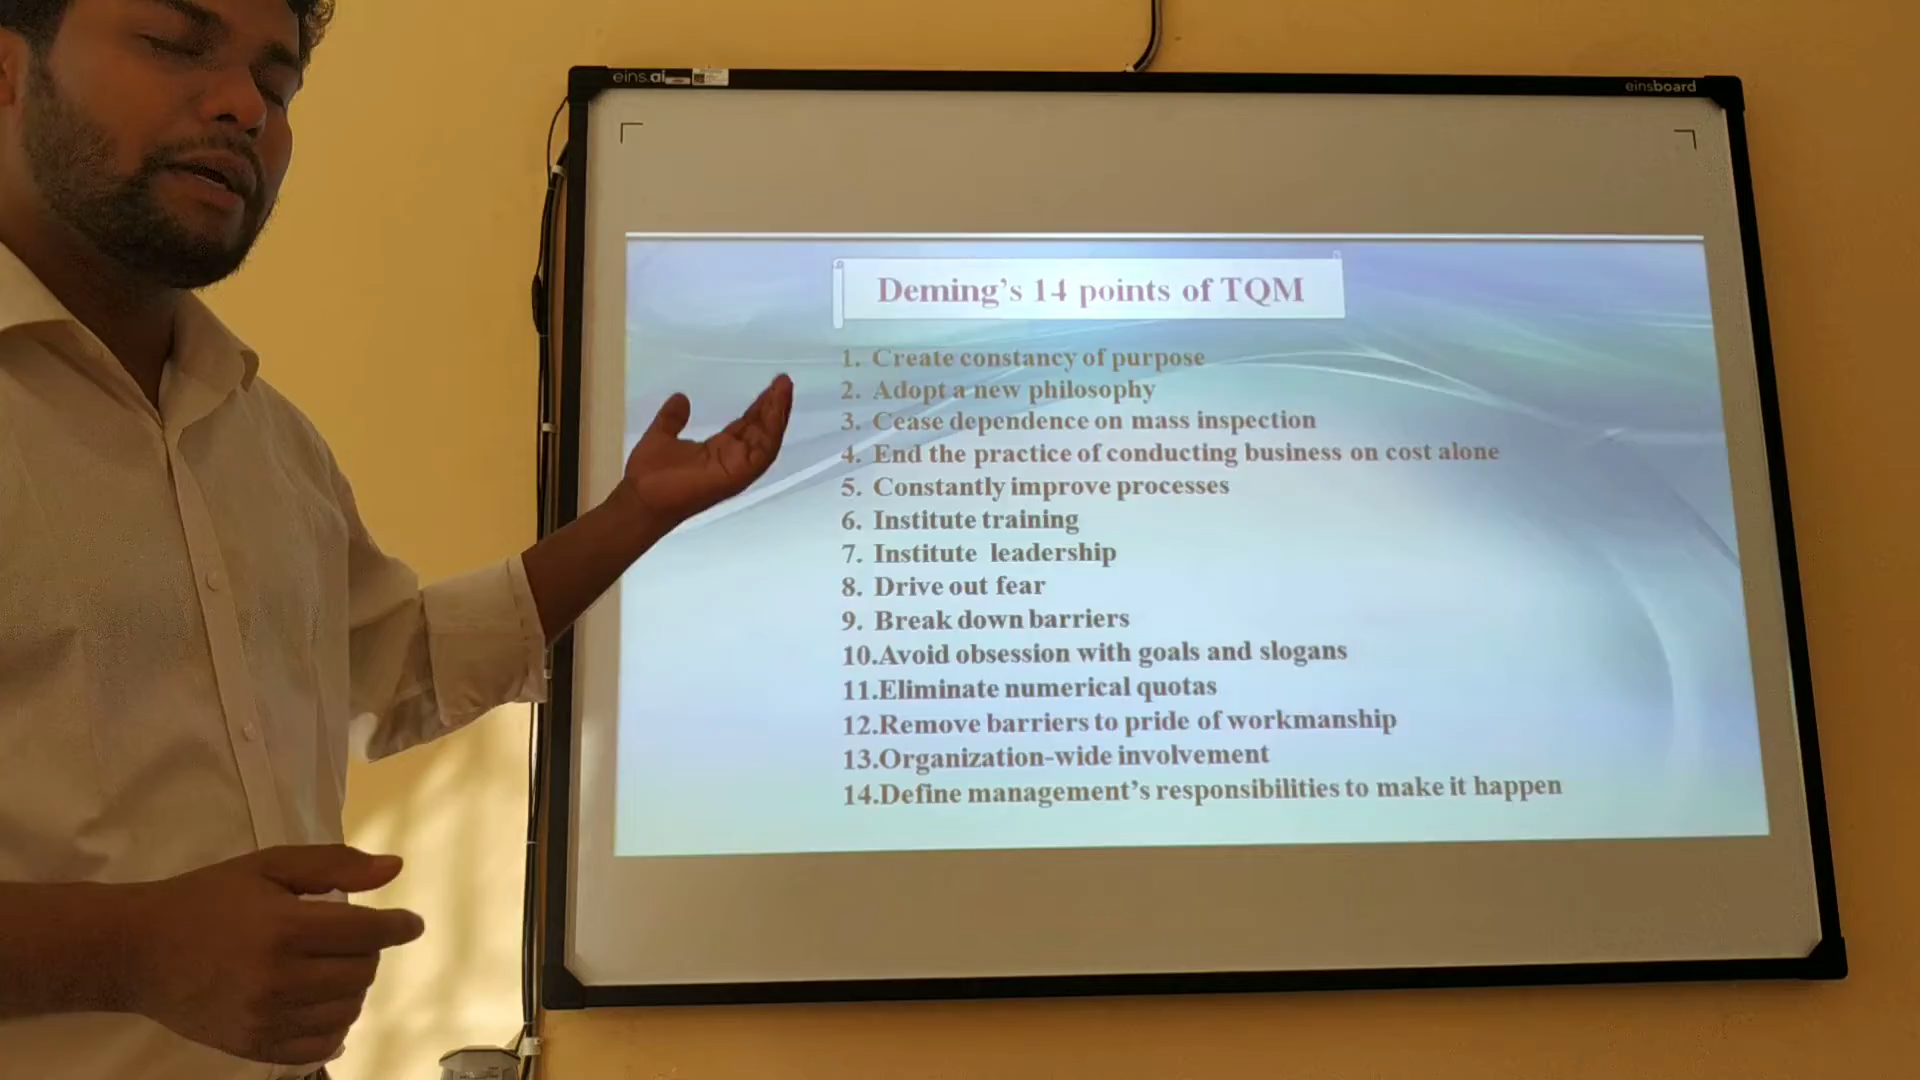 eins.ai
einsboard
Deming's 14 points of TQM
1. Create constancy of purpose
2. Adopt a new philosophy
3. Cease dependence on mass inspection
4. End the practice of conducting business on cost alone
5. Constantly improve processes
6. Institute training
7. Institute leadership
8. Drive out fear
9. Break down barriers
10.Avoid obsession with goals and slogans
11.Eliminate numerical quotas
12.Remove barriers to pride of workmanship
13.Organization-wide involvement
14.Define management's responsibilities to make it happen